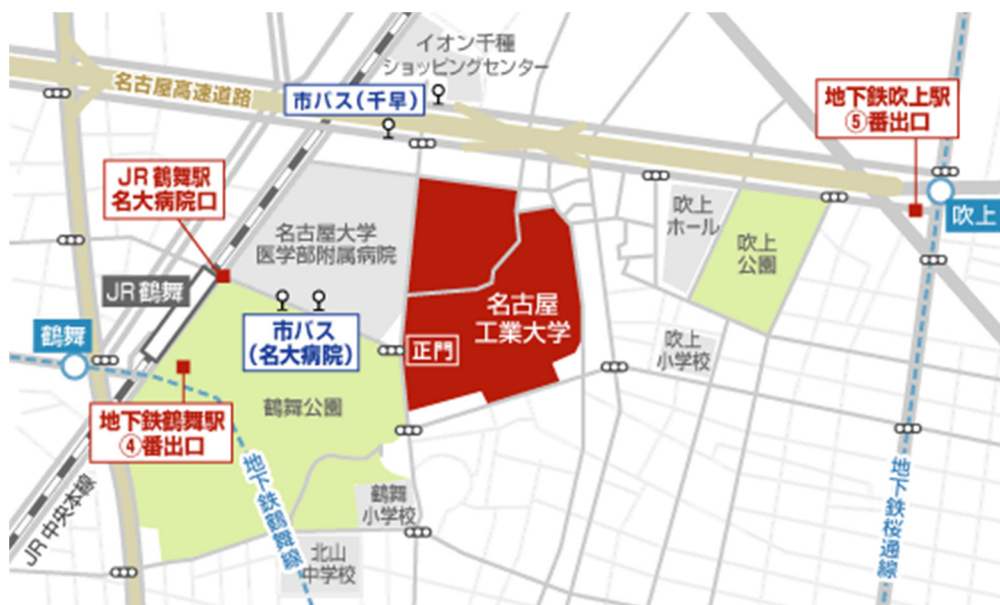 イオン千種
ショッピングセンター
名古屋高速道路
市バス(千早)
地下鉄吹上駅
⑤番出口
JR 鶴舞駅
名大病院口
吹上
ホール
吹上
吹上
公園
名古屋大学
医学部附属病院
JR 鶴舞
名古屋
工業大学
鶴舞
市バス
(名大病院)
正門
吹上
小学校
鶴舞公園
地下鉄鶴舞駅
④番出口
地下鉄鶴舞線
地下鉄桜通線
JR 中央本線
鶴舞
小学校
北山
中学校